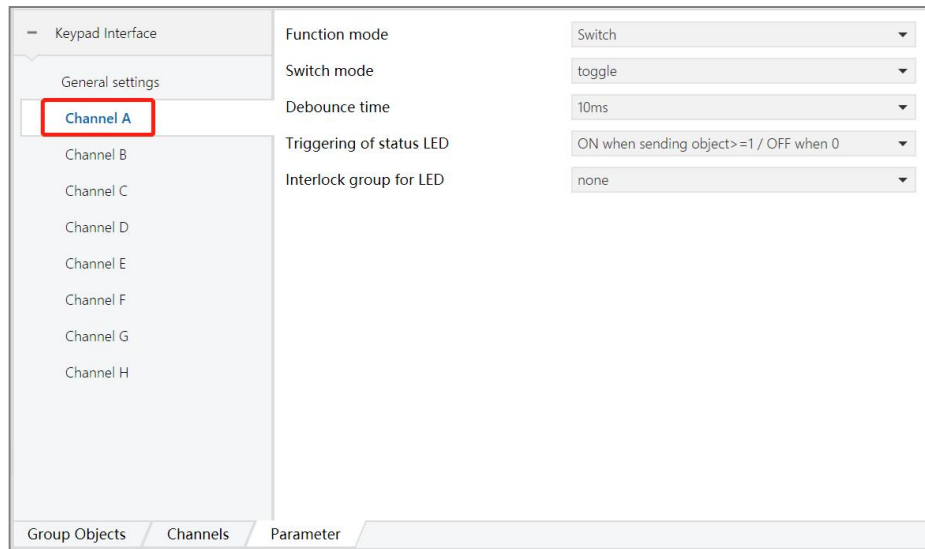 Keypad Interface
General settings
Channel A
Channel B
Channel C
Channel D
Channel E
Channel F
Channel G
Channel H
Function mode Switch
Switch mode toggle
Debounce time 10ms
Triggering of status LED ON when sending object>=1 / OFF when 0
Interlock group for LED none
Group Objects Channels Parameter